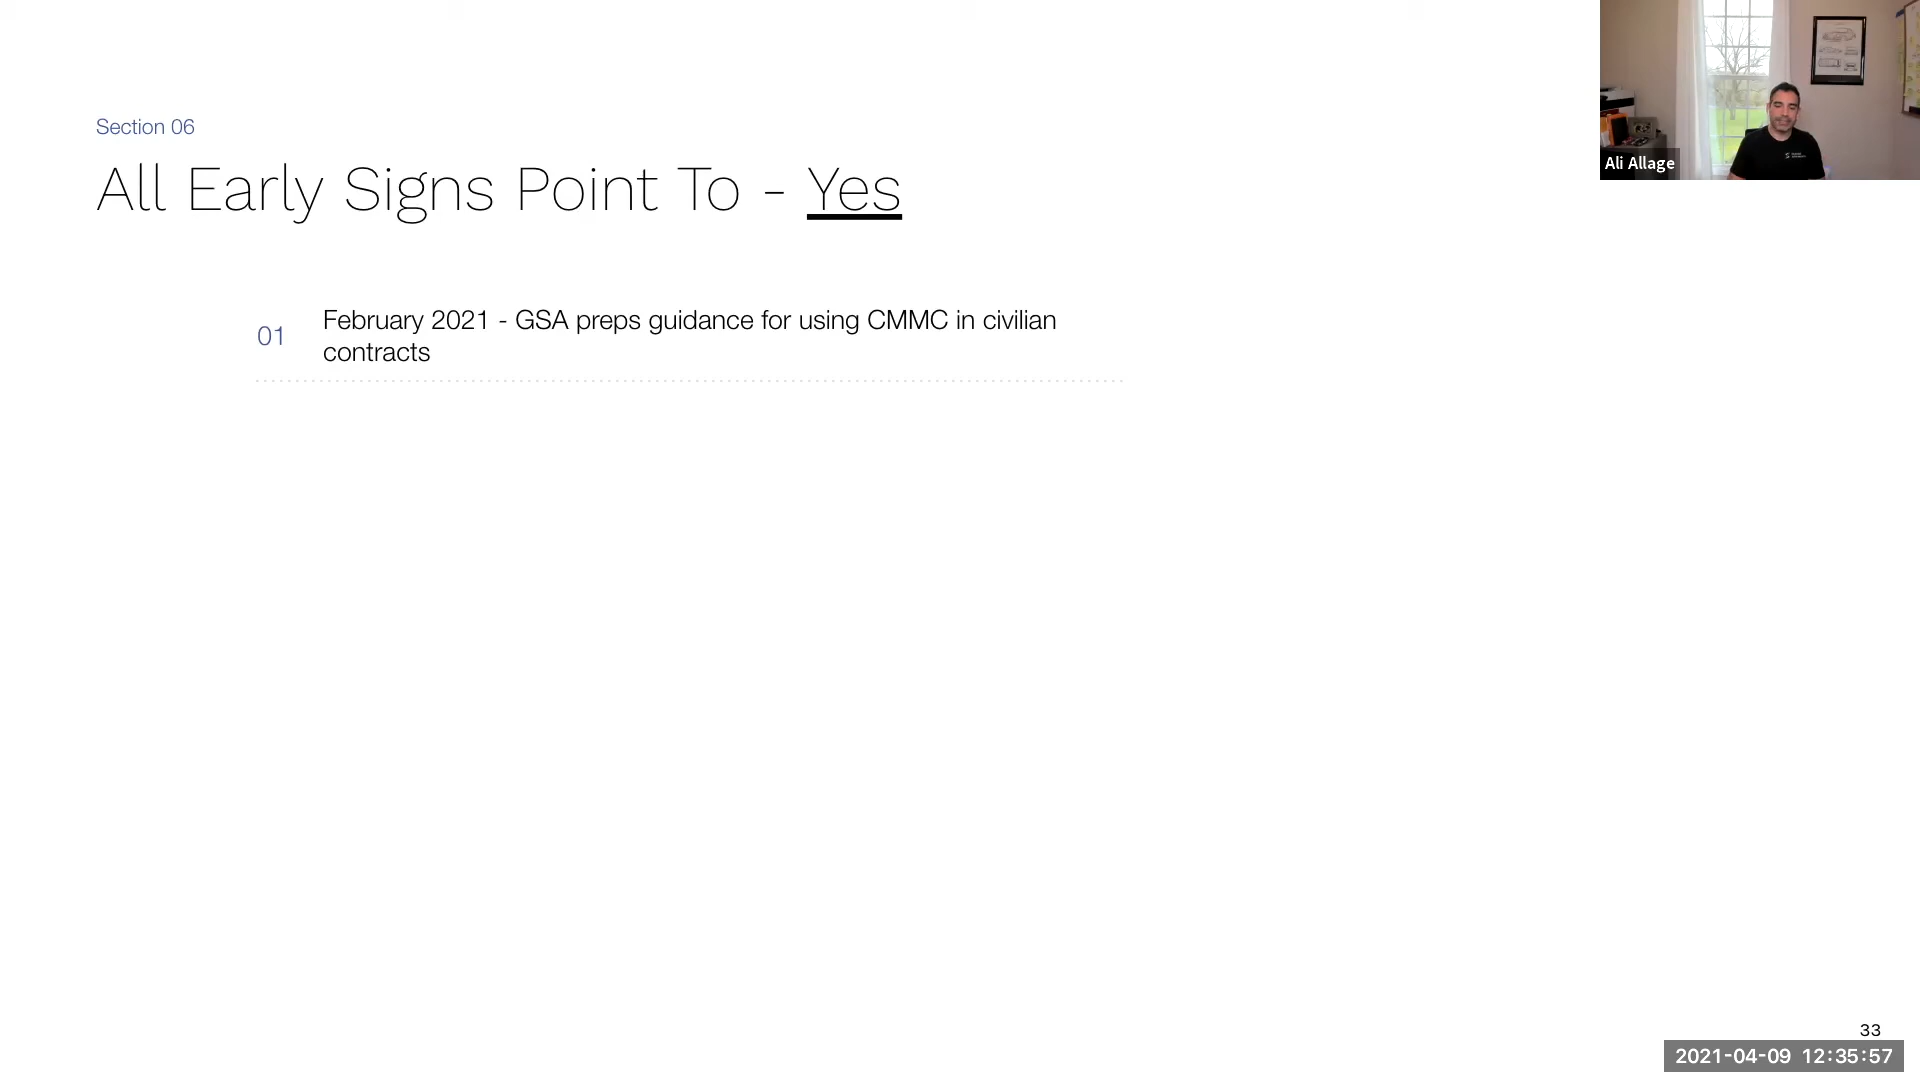 Section 06
All Early Signs Point To - Yes
01
February 2021 - GSA preps guidance for using CMMC in civilian
contracts
Ali Allage
33
2021-04-09 12:35:57